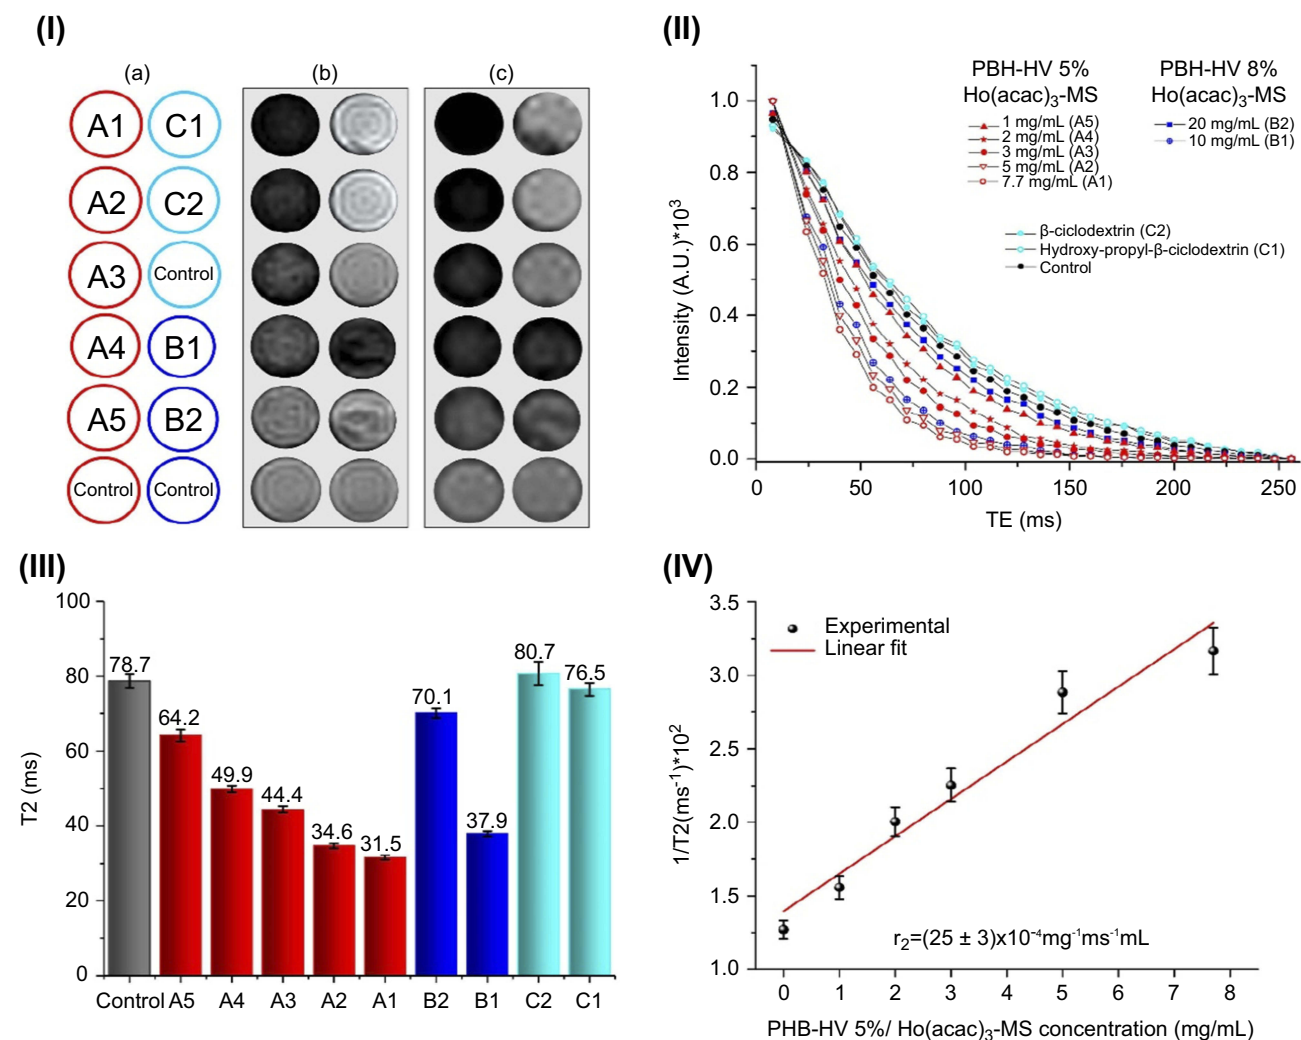 (I)
(a)
(b)
(c)
A1
C1
A2
C2
A3
Control
A4
B1
A5
B2
Control
Control
(II)
PBH-HV 5%
Ho(acac)3-MS
1 mg/mL (A5)
2 mg/mL (A4)
3 mg/mL (A3)
5 mg/mL (A2)
7.7 mg/mL (A1)
PBH-HV 8%
Ho(acac)3-MS
20 mg/mL (B2)
10 mg/mL (B1)
β-ciclodextrin (C2)
Hydroxy-propyl-β-ciclodextrin (C1)
Control
Intensity (A.U.)*10³
1.0
0.8
0.6
0.4
0.2
0.0
0 50 100 150 200 250
TE (ms)
(III)
T2 (ms)
100
80
60
40
20
0
78.7
64.2
49.9
44.4
34.6
31.5
70.1
37.9
80.7
76.5
Control A5 A4 A3 A2 A1 B2 B1 C2 C1
(IV)
Experimental
Linear fit
1/T2(ms⁻¹)*10²
3.5
3.0
2.5
2.0
1.5
1.0
r₂=(25 ± 3)x10⁻⁴mg⁻¹ms⁻¹mL
0 1 2 3 4 5 6 7 8
PHB-HV 5%/ Ho(acac)3-MS concentration (mg/mL)